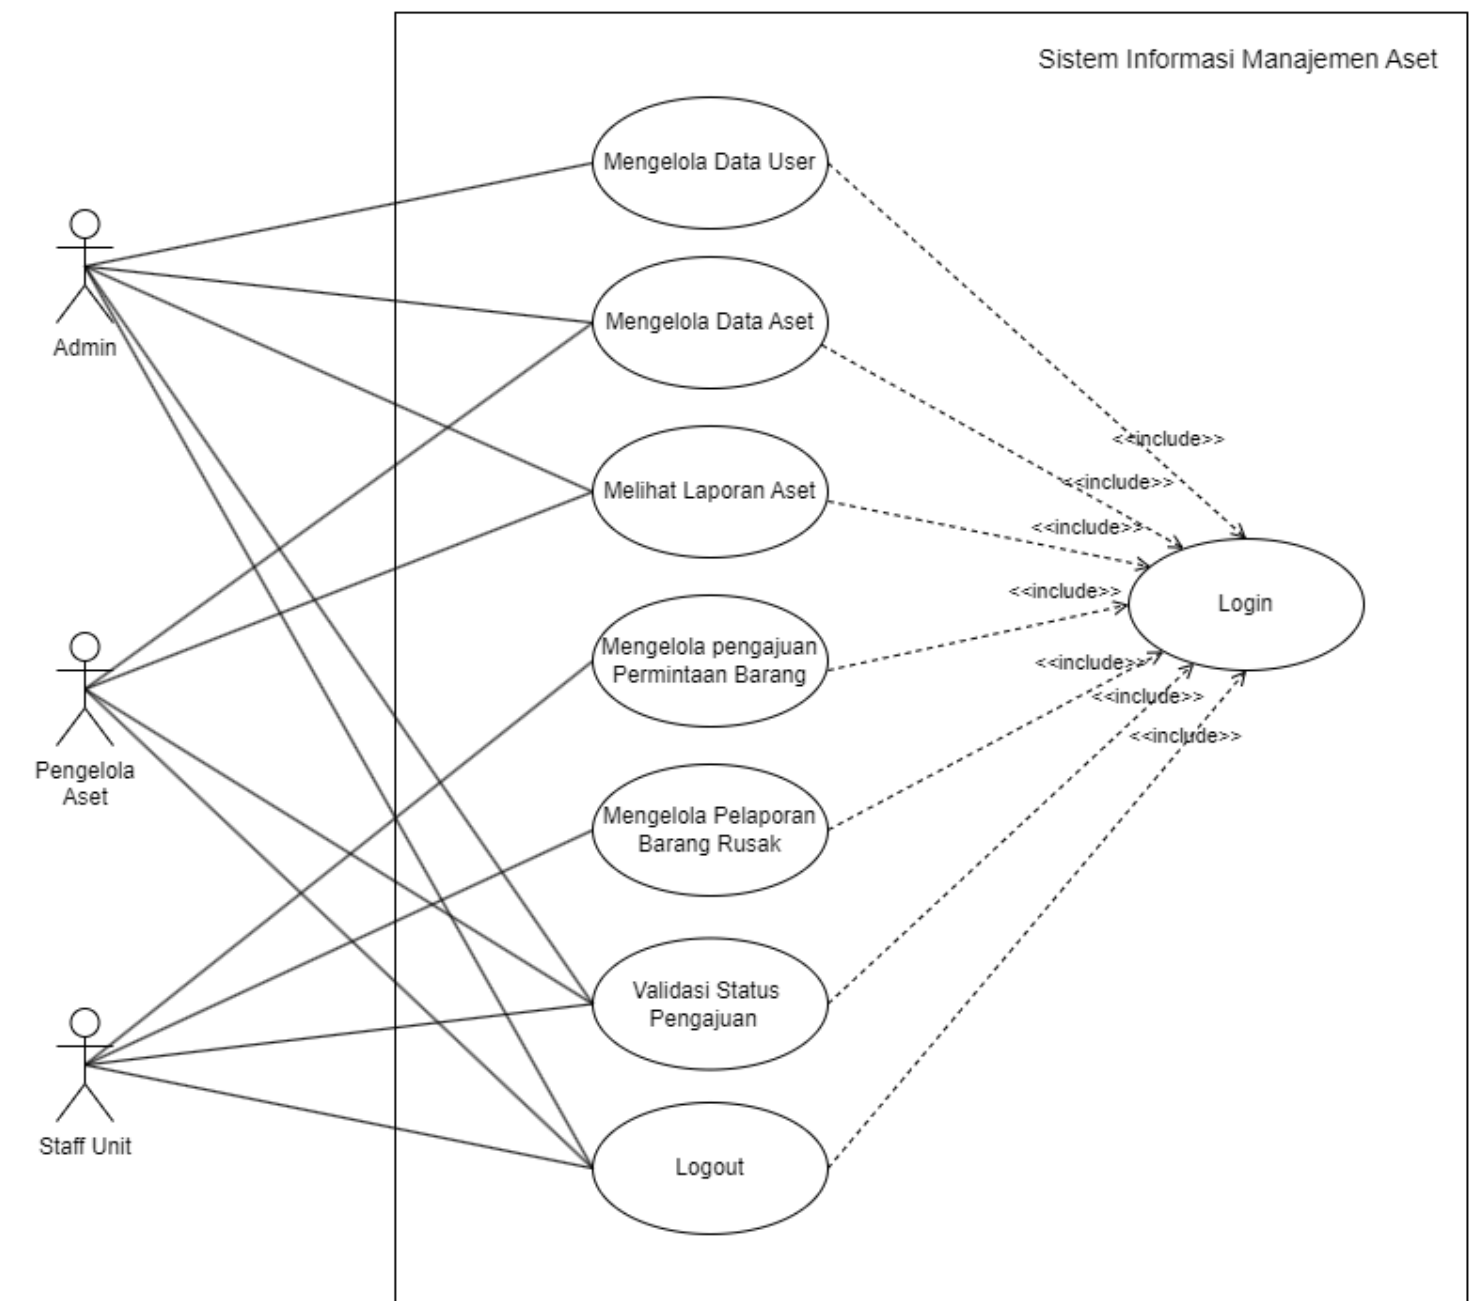 Sistem Informasi Manajemen Aset
Mengelola Data User
Admin
Mengelola Data Aset
<<include>>
<<include>>
Melihat Laporan Aset
<<include>>
<<include>>
Login
Mengelola pengajuan
Permintaan Barang
<<include>>
<<include>>
<<include>>
Pengelola
Aset
Mengelola Pelaporan
Barang Rusak
Validasi Status
Pengajuan
Staff Unit
Logout